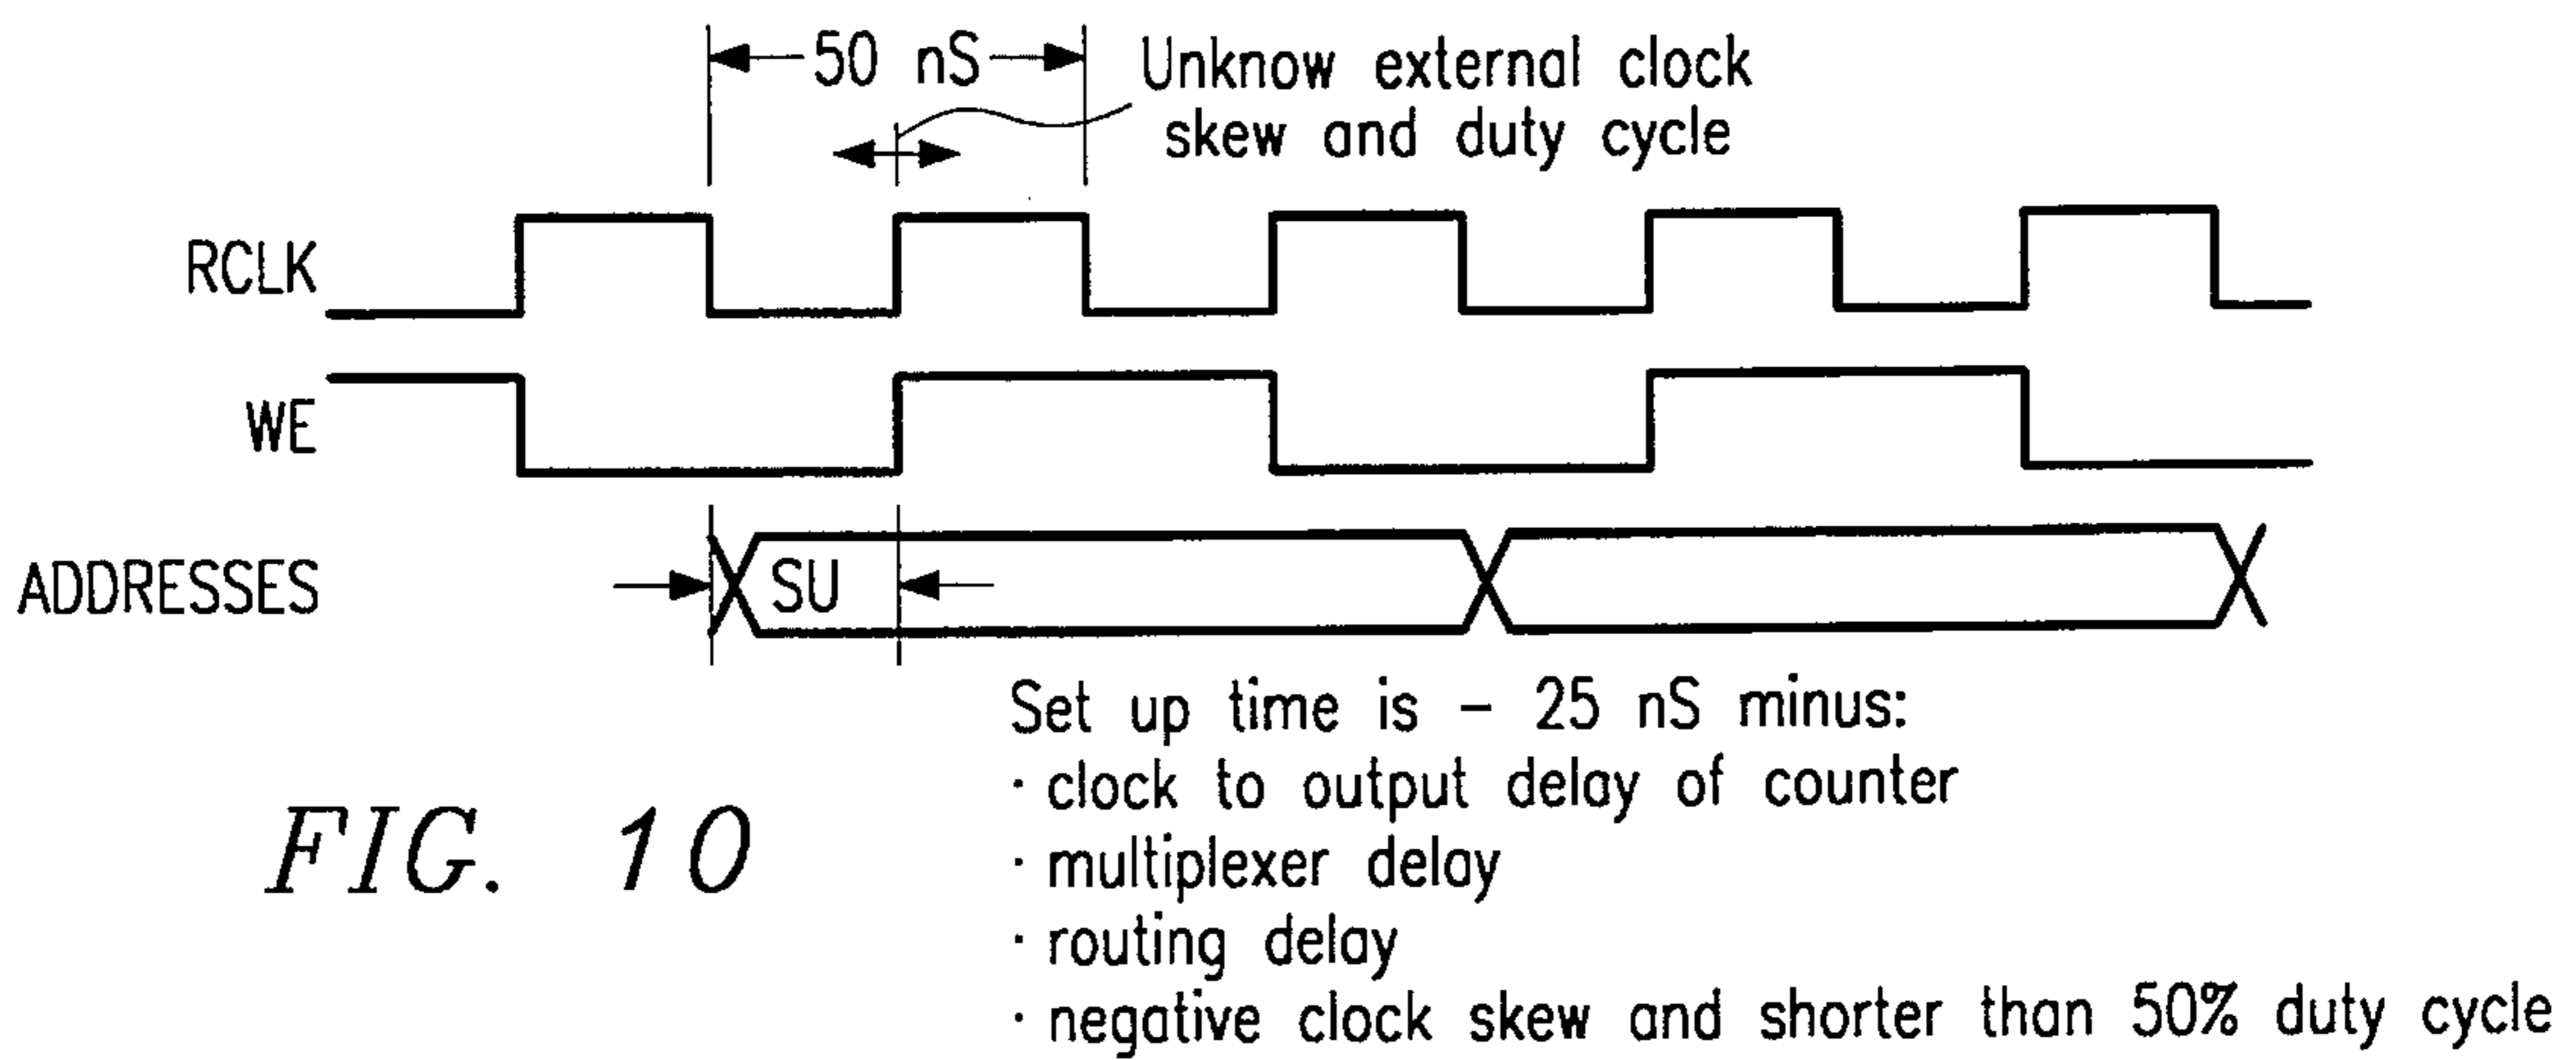 50 nS
Unknow external clock
skew and duty cycle
RCLK
WE
ADDRESSES
SU
Set up time is - 25 nS minus:
· clock to output delay of counter
· multiplexer delay
· routing delay
· negative clock skew and shorter than 50% duty cycle
FIG. 10